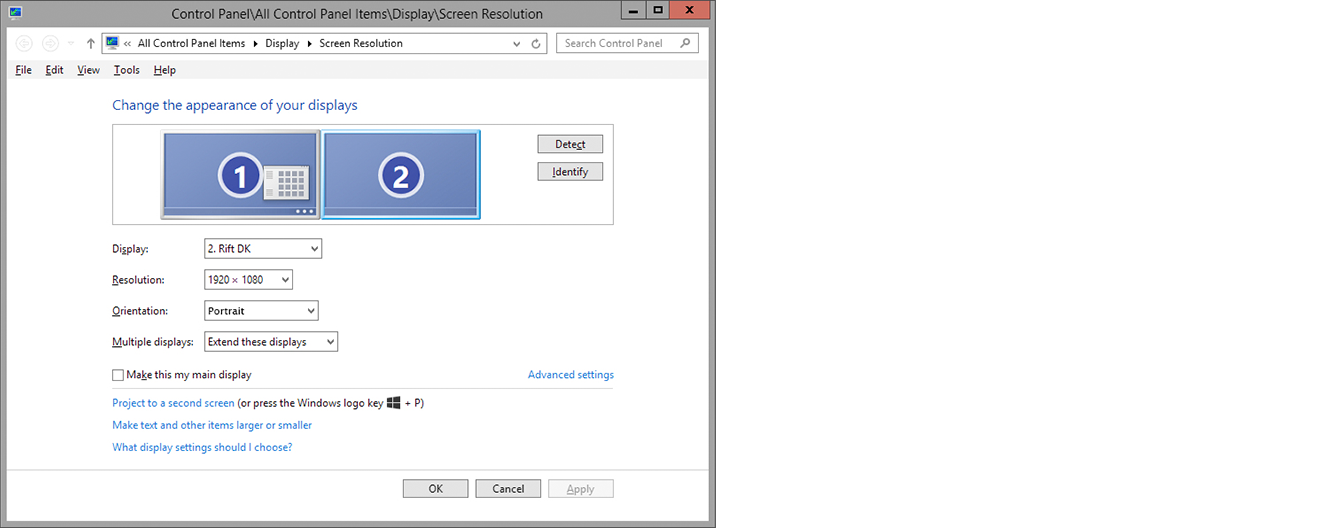 Control Panel\All Control Panel Items\Display\Screen Resolution
« All Control Panel Items Display Screen Resolution
Search Control Panel
File Edit View Tools Help
Change the appearance of your displays
1 2
Detect
Identify
Display: 2. Rift DK
Resolution: 1920 × 1080
Orientation: Portrait
Multiple displays: Extend these displays
Make this my main display Advanced settings
Project to a second screen (or press the Windows logo key + P)
Make text and other items larger or smaller
What display settings should I choose?
OK Cancel Apply